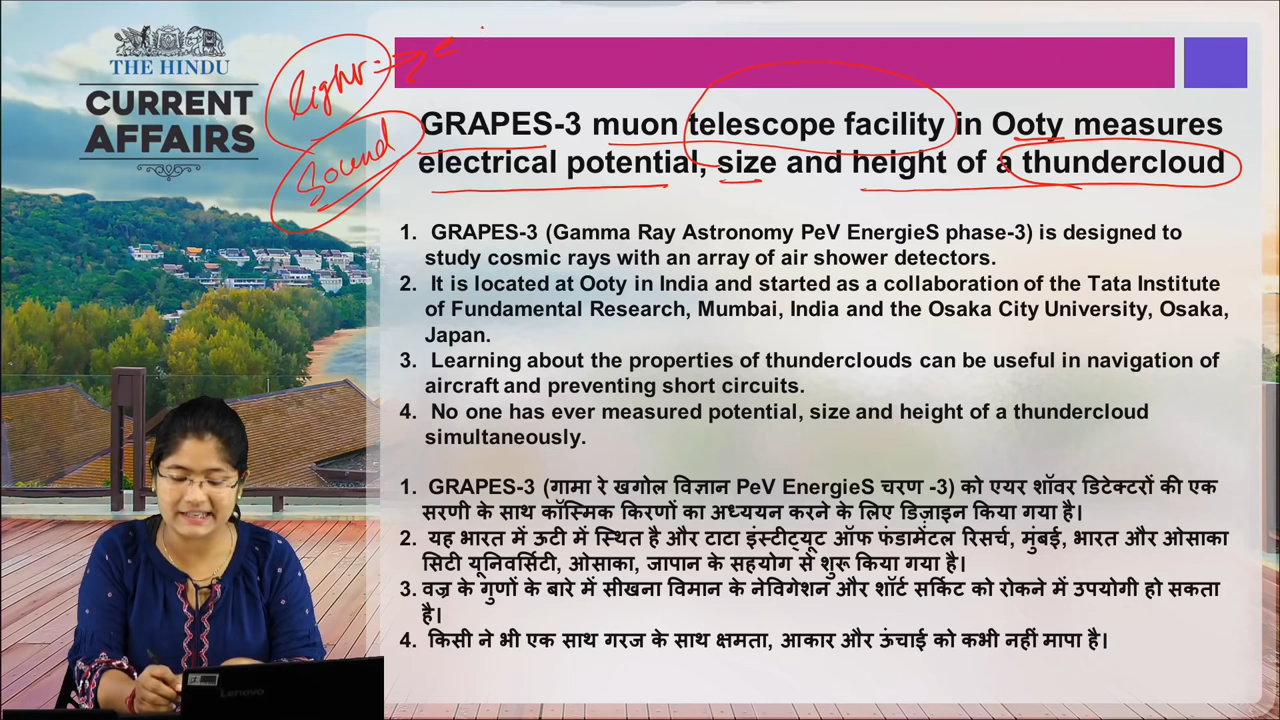 THE HINDU
CURRENT
AFFAIRS
light → c
Sound
GRAPES-3 muon telescope facility in Ooty measures
electrical potential, size and height of a thundercloud
1. GRAPES-3 (Gamma Ray Astronomy PeV EnergieS phase-3) is designed to
study cosmic rays with an array of air shower detectors.
2. It is located at Ooty in India and started as a collaboration of the Tata Institute
of Fundamental Research, Mumbai, India and the Osaka City University, Osaka,
Japan.
3. Learning about the properties of thunderclouds can be useful in navigation of
aircraft and preventing short circuits.
4. No one has ever measured potential, size and height of a thundercloud
simultaneously.
1. GRAPES-3 (गामा रे खगोल विज्ञान PeV EnergieS चरण -3) को एयर शॉवर डिटेक्टरों की एक
सरणी के साथ कॉस्मिक किरणों का अध्ययन करने के लिए डिज़ाइन किया गया है।
2. यह भारत में ऊटी में स्थित है और टाटा इंस्टीट्यूट ऑफ फंडामेंटल रिसर्च, मुंबई, भारत और ओसाका
सिटी यूनिवर्सिटी, ओसाका, जापान के सहयोग से शुरू किया गया है।
3. वज्र के गुणों के बारे में सीखना विमान के नेविगेशन और शॉर्ट सर्किट को रोकने में उपयोगी हो सकता
है।
4. किसी ने भी एक साथ गरज के साथ क्षमता, आकार और ऊंचाई को कभी नहीं मापा है।
Lenovo